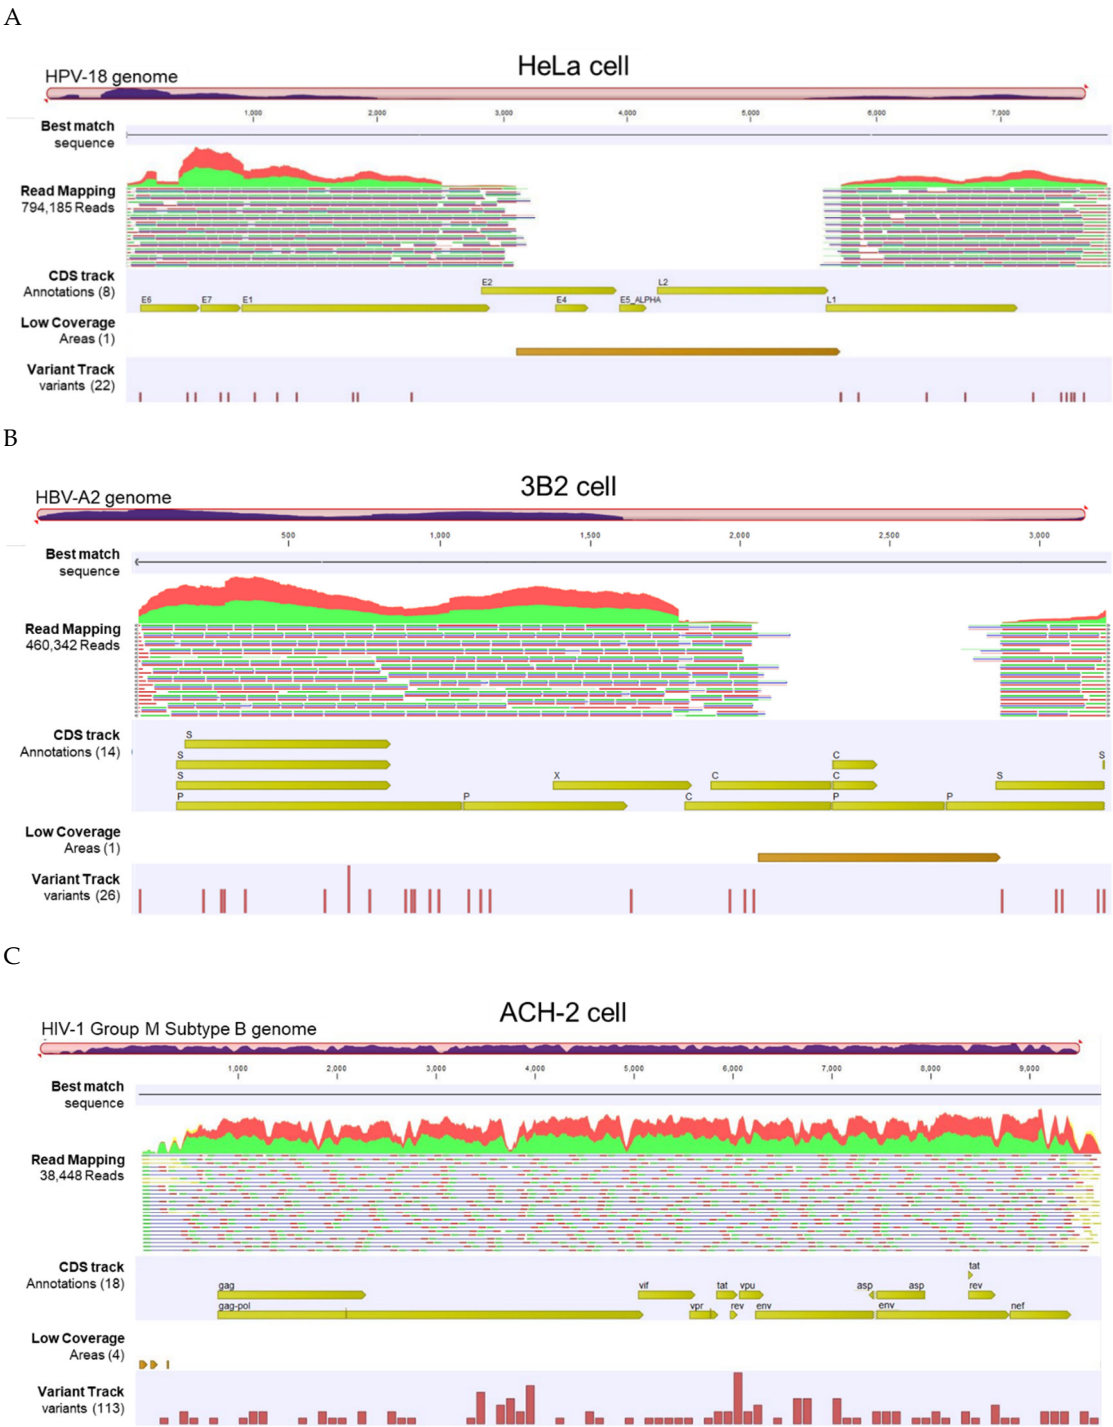 A
HeLa cell
HPV-18 genome
1,000 2,000 3,000 4,000 5,000 6,000 7,000
Best match
sequence
Read Mapping
794,185 Reads
CDS track
Annotations (8)
E2 L2
E6 E7 E1 E4 E5_ALPHA L1
Low Coverage
Areas (1)
Variant Track
variants (22)
B
3B2 cell
HBV-A2 genome
500 1,000 1,500 2,000 2,500 3,000
Best match
sequence
Read Mapping
460,342 Reads
CDS track
Annotations (14)
S
S C S
S X C C S
P P C P P
Low Coverage
Areas (1)
Variant Track
variants (26)
C
ACH-2 cell
HIV-1 Group M Subtype B genome
1,000 2,000 3,000 4,000 5,000 6,000 7,000 8,000 9,000
Best match
sequence
Read Mapping
38,448 Reads
CDS track
Annotations (18)
tat
gag vif tat vpu asp asp rev
gag-pol vpr rev env env nef
Low Coverage
Areas (4)
Variant Track
variants (113)